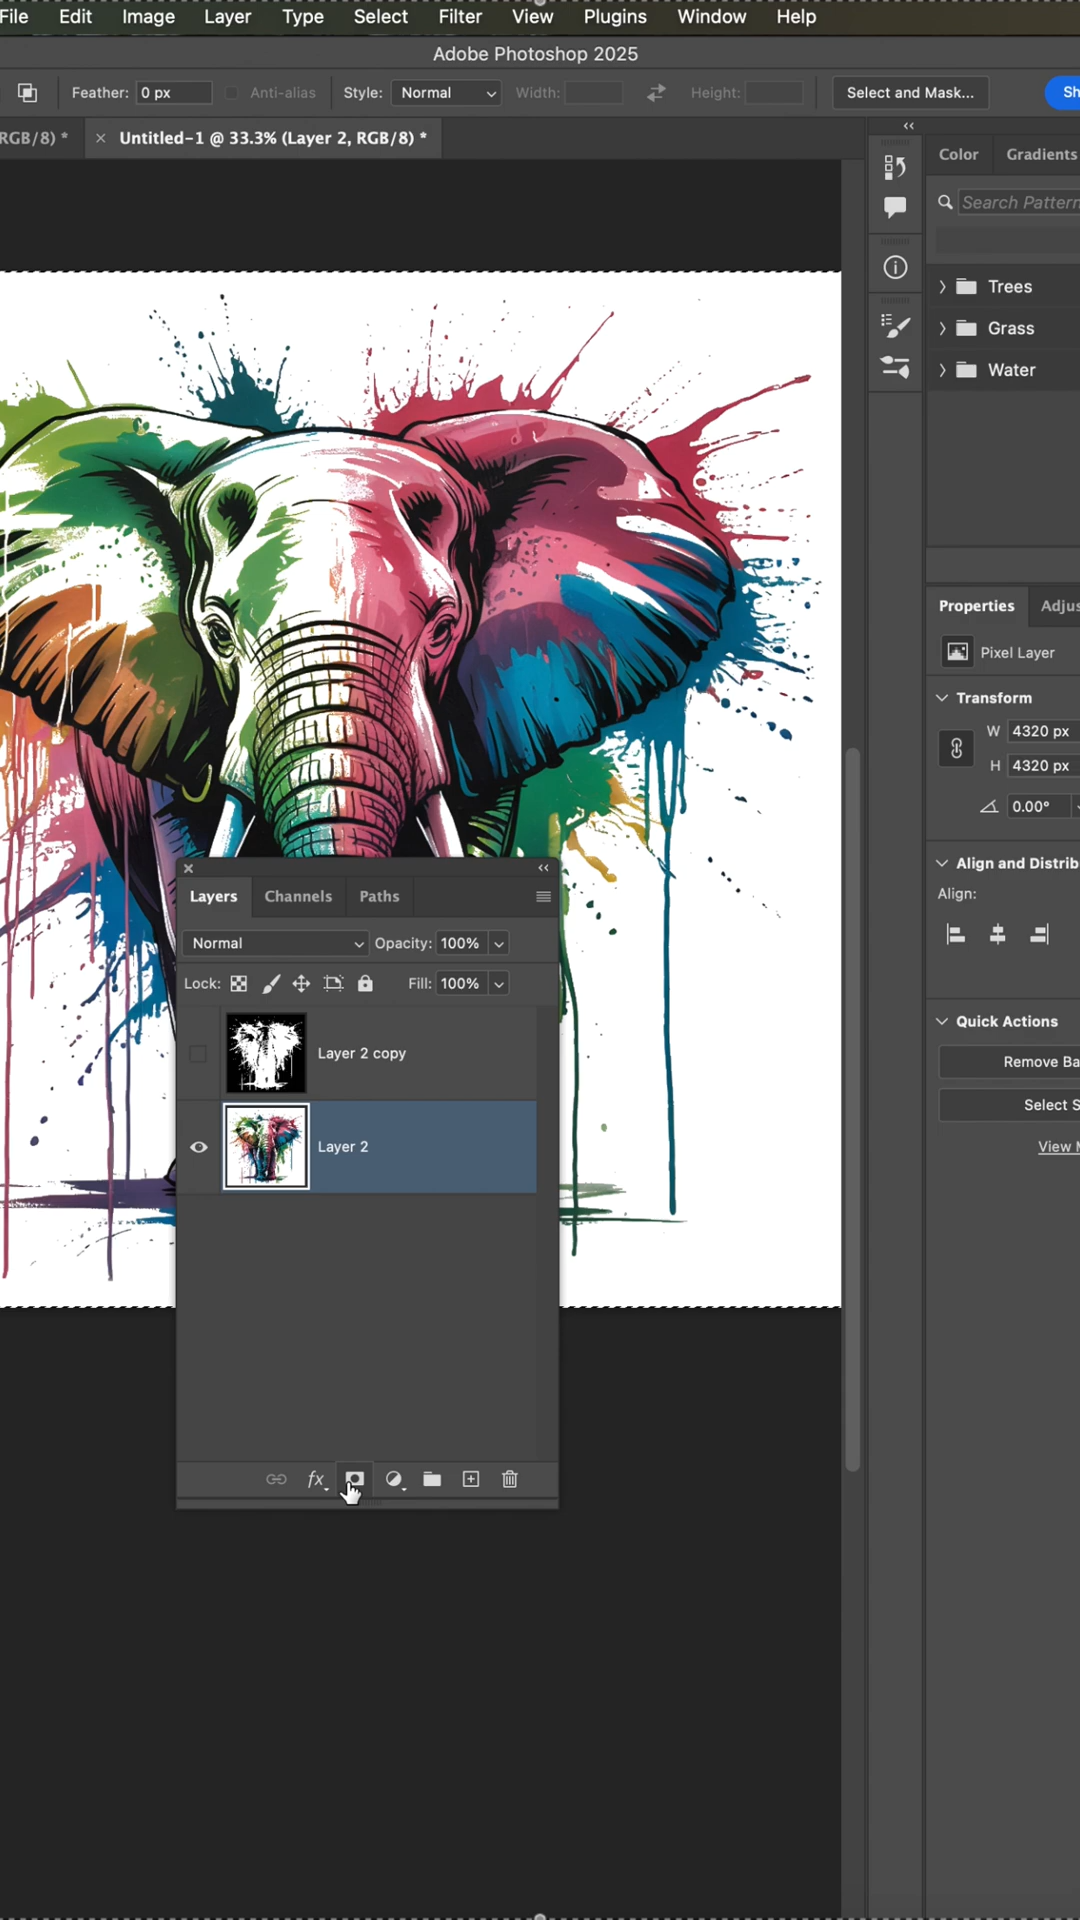 File Edit Image Layer Type Select Filter View Plugins Window Help
Adobe Photoshop 2025
Feather: 0 px Anti-alias Style: Normal Width: Height: Select and Mask... Sh
RGB/8) * × Untitled-1 @ 33.3% (Layer 2, RGB/8) *
Color Gradients
Search Pattern
Trees
Grass
Water
Properties Adjus
Pixel Layer
Transform
W 4320 px
H 4320 px
0.00°
Align and Distrib
Align:
Quick Actions
Remove Ba
Select S
View M
Layers Channels Paths
Normal Opacity: 100%
Lock: Fill: 100%
Layer 2 copy
Layer 2
fx